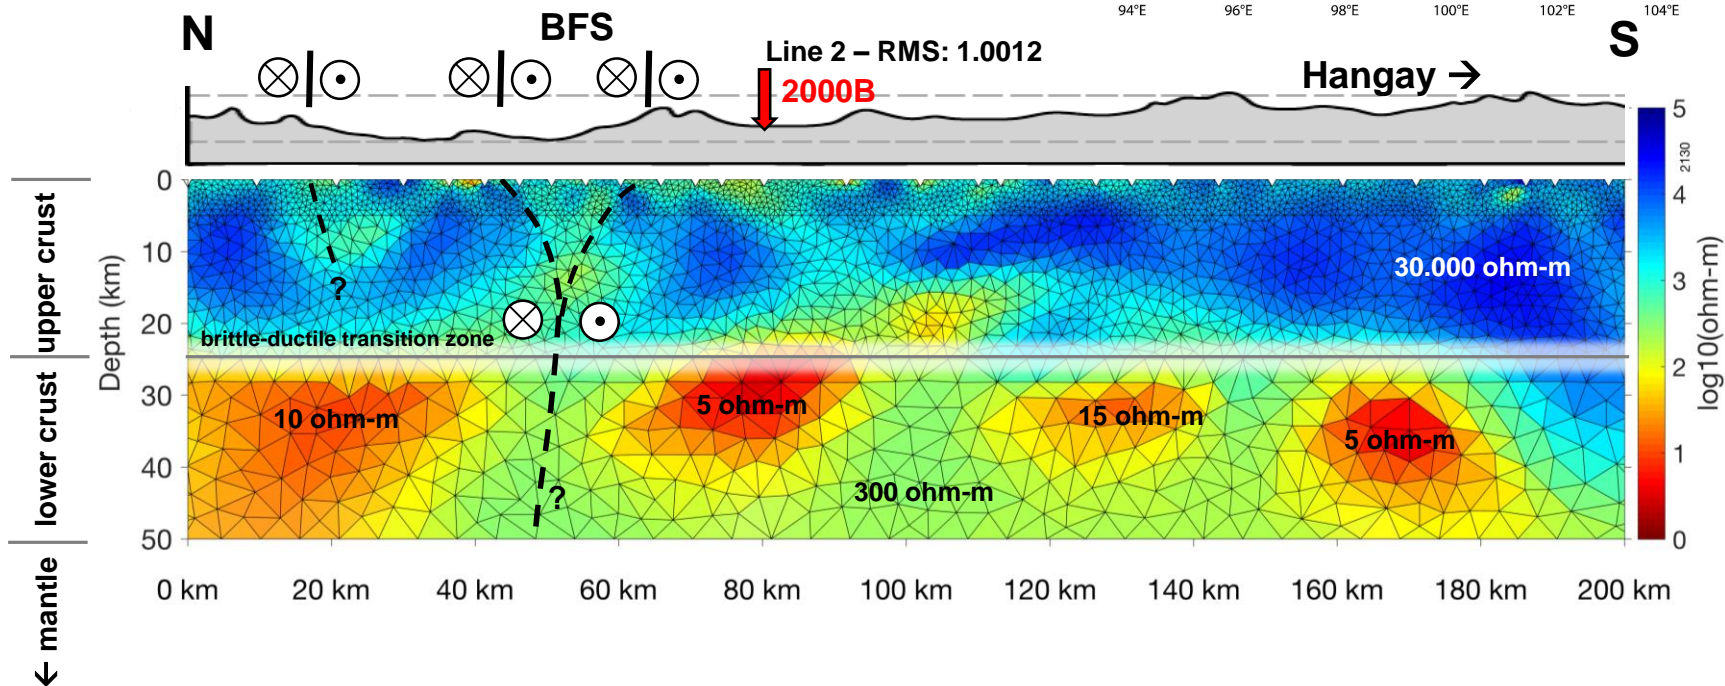 94°E 96°E 98°E 100°E 102°E 104°E
N BFS S
Line 2 – RMS: 1.0012
2000B
Hangay →
upper crust
lower crust
← mantle
Depth (km)
0
10
20
30
40
50
?
brittle-ductile transition zone
30.000 ohm-m
10 ohm-m
5 ohm-m
15 ohm-m
5 ohm-m
300 ohm-m
?
0 km 20 km 40 km 60 km 80 km 100 km 120 km 140 km 160 km 180 km 200 km
5
4
3
2
1
0
2130
log10(ohm-m)